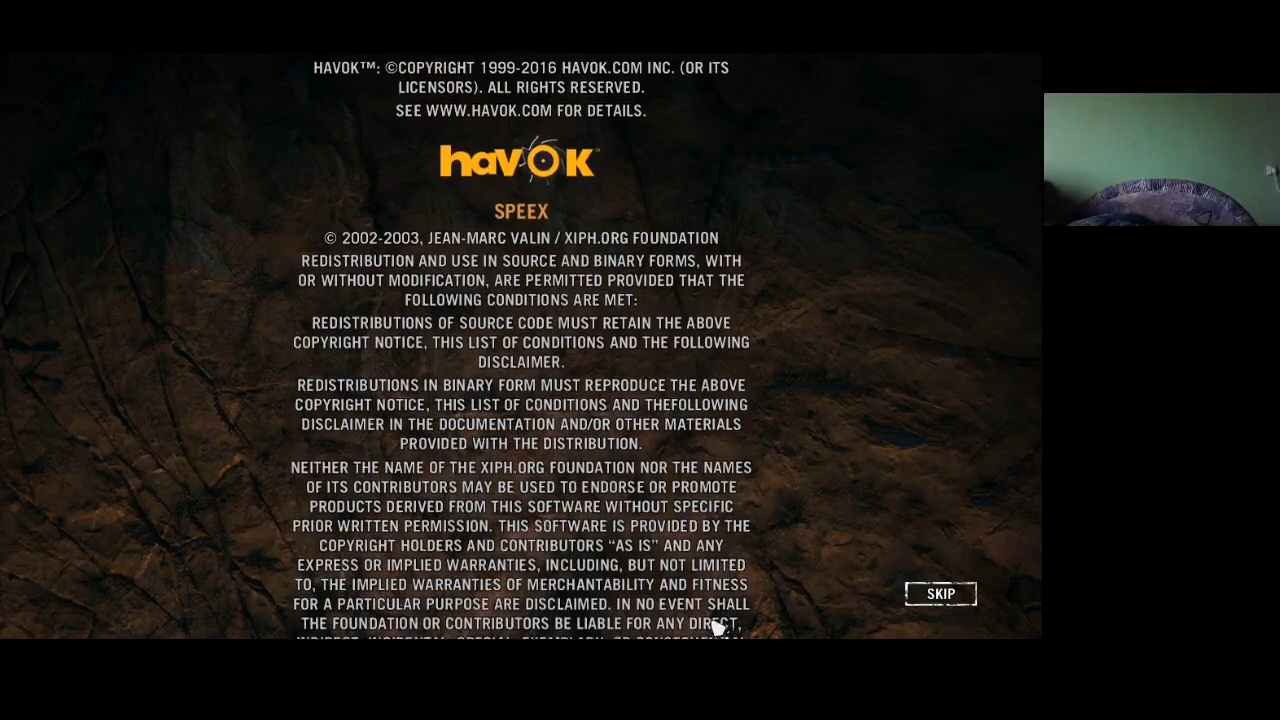 HAVOK™: ©COPYRIGHT 1999-2016 HAVOK.COM INC. (OR ITS
LICENSORS). ALL RIGHTS RESERVED.
SEE WWW.HAVOK.COM FOR DETAILS.
havok™
SPEEX
© 2002-2003, JEAN-MARC VALIN / XIPH.ORG FOUNDATION
REDISTRIBUTION AND USE IN SOURCE AND BINARY FORMS, WITH
OR WITHOUT MODIFICATION, ARE PERMITTED PROVIDED THAT THE
FOLLOWING CONDITIONS ARE MET:
REDISTRIBUTIONS OF SOURCE CODE MUST RETAIN THE ABOVE
COPYRIGHT NOTICE, THIS LIST OF CONDITIONS AND THE FOLLOWING
DISCLAIMER.
REDISTRIBUTIONS IN BINARY FORM MUST REPRODUCE THE ABOVE
COPYRIGHT NOTICE, THIS LIST OF CONDITIONS AND THEFOLLOWING
DISCLAIMER IN THE DOCUMENTATION AND/OR OTHER MATERIALS
PROVIDED WITH THE DISTRIBUTION.
NEITHER THE NAME OF THE XIPH.ORG FOUNDATION NOR THE NAMES
OF ITS CONTRIBUTORS MAY BE USED TO ENDORSE OR PROMOTE
PRODUCTS DERIVED FROM THIS SOFTWARE WITHOUT SPECIFIC
PRIOR WRITTEN PERMISSION. THIS SOFTWARE IS PROVIDED BY THE
COPYRIGHT HOLDERS AND CONTRIBUTORS “AS IS” AND ANY
EXPRESS OR IMPLIED WARRANTIES, INCLUDING, BUT NOT LIMITED
TO, THE IMPLIED WARRANTIES OF MERCHANTABILITY AND FITNESS
FOR A PARTICULAR PURPOSE ARE DISCLAIMED. IN NO EVENT SHALL
THE FOUNDATION OR CONTRIBUTORS BE LIABLE FOR ANY DIRECT,
SKIP